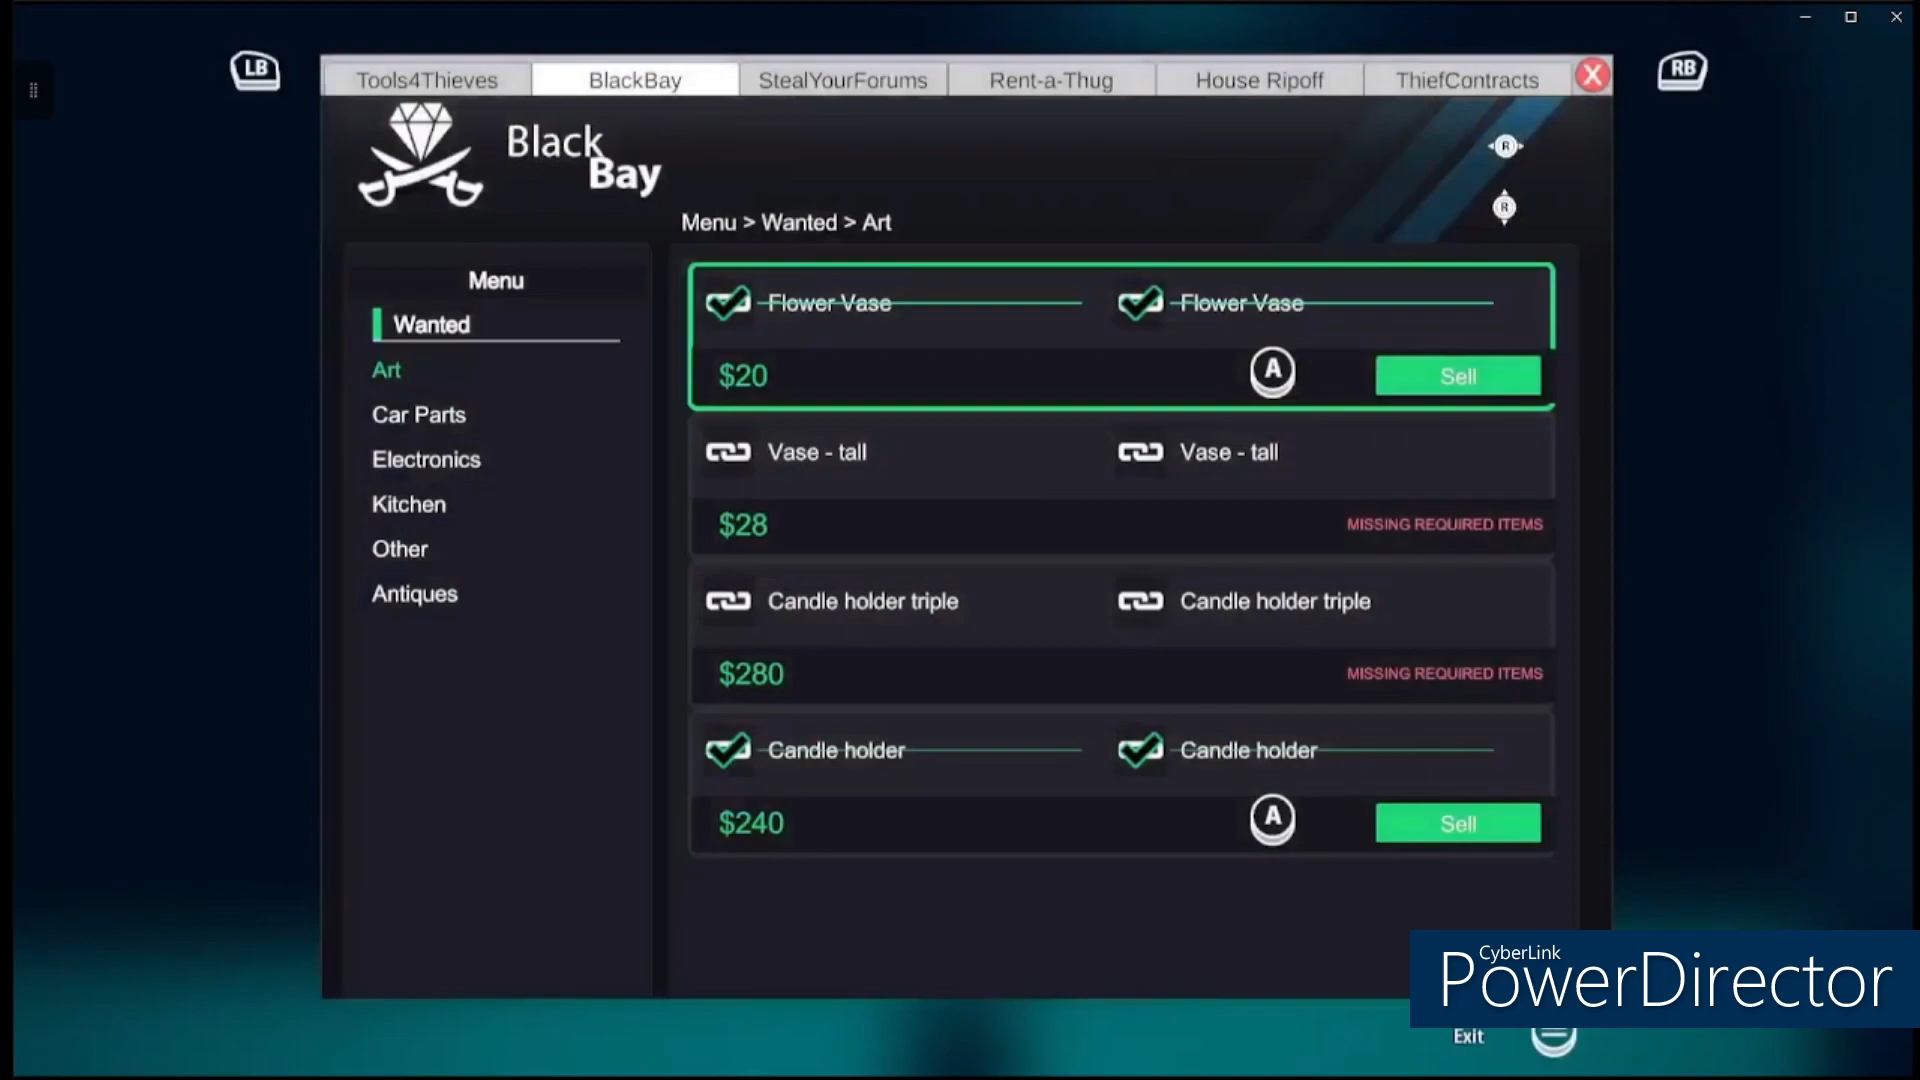 LB
RB
Tools4Thieves BlackBay StealYourForums Rent-a-Thug House Ripoff ThiefContracts X
Black
Bay
R
R
Menu > Wanted > Art
Menu
Wanted
Art
Car Parts
Electronics
Kitchen
Other
Antiques
Flower Vase Flower Vase
$20 A Sell
Vase - tall Vase - tall
$28 MISSING REQUIRED ITEMS
Candle holder triple Candle holder triple
$280 MISSING REQUIRED ITEMS
Candle holder Candle holder
$240 A Sell
CyberLink
PowerDirector
Exit